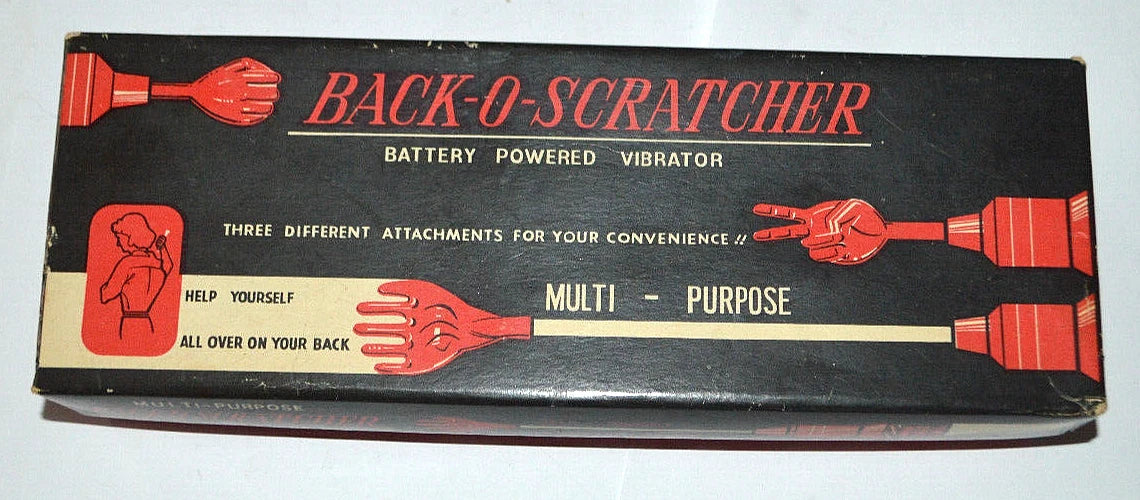 BACK-O-SCRATCHER
BATTERY POWERED VIBRATOR
THREE DIFFERENT ATTACHMENTS FOR YOUR CONVENIENCE !!
MULTI - PURPOSE
HELP YOURSELF
ALL OVER ON YOUR BACK
MULTI-PURPOSE